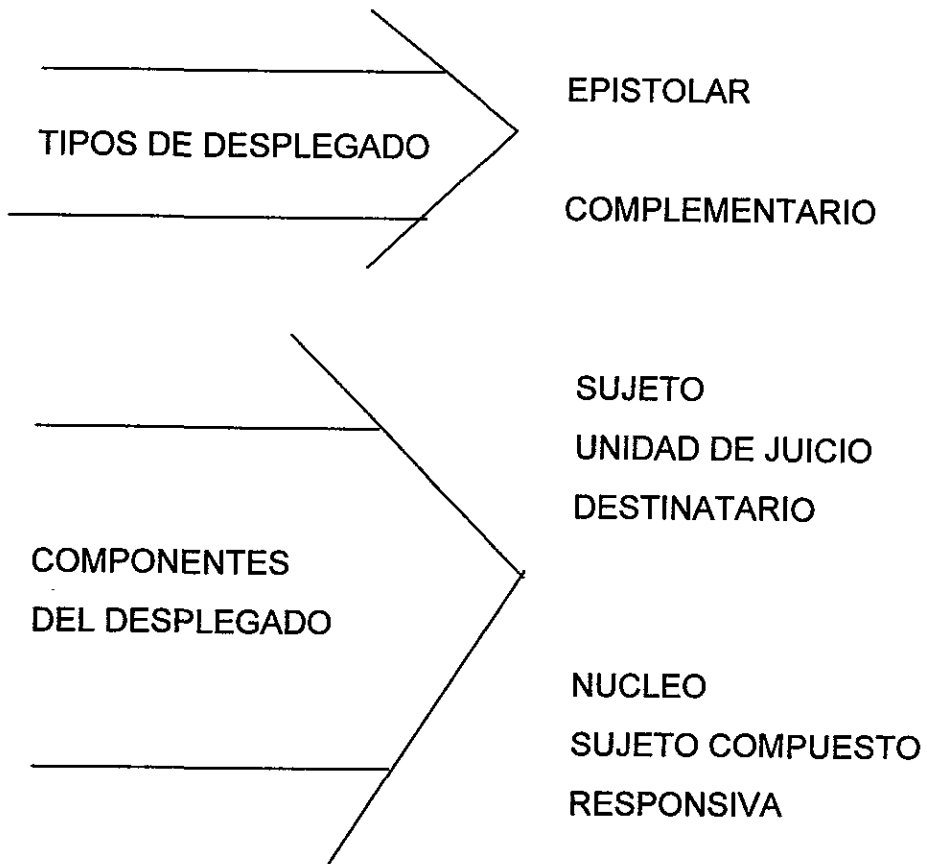 TIPOS DE DESPLEGADO
EPISTOLAR
COMPLEMENTARIO
COMPONENTES
DEL DESPLEGADO
SUJETO
UNIDAD DE JUICIO
DESTINATARIO
NUCLEO
SUJETO COMPUESTO
RESPONSIVA